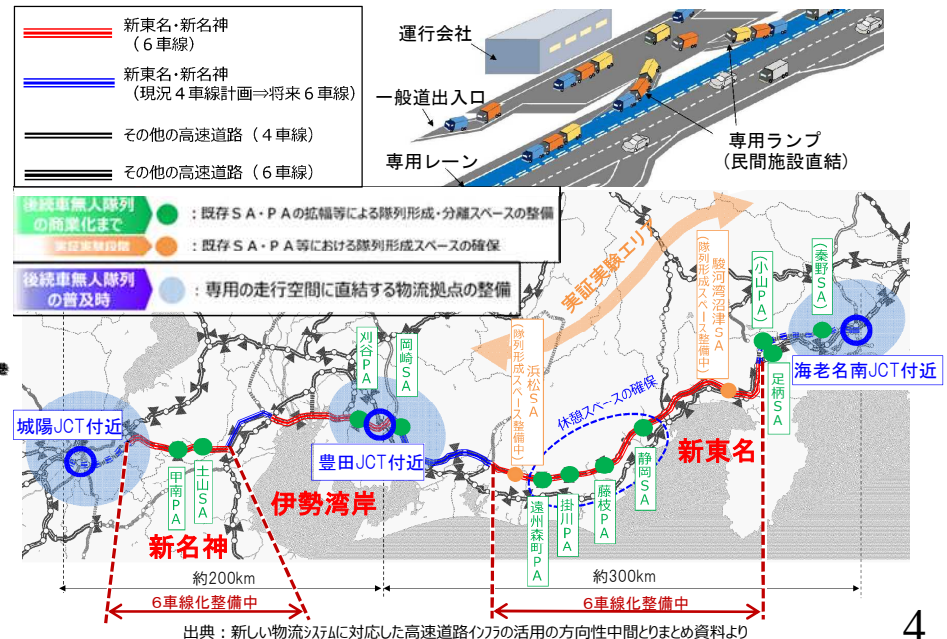 新東名・新名神
(6車線)
新東名・新名神
(現況4車線計画⇒将来6車線)
その他の高速道路(4車線)
その他の高速道路(6車線)
運行会社
一般道出入口
専用レーン
専用ランプ
(民間施設直結)
後続車無人隊列
の商業化まで
:既存SA・PAの拡幅等による隊列形成・分離スペースの整備
実証実験段階
:既存SA・PA等における隊列形成スペースの確保
後続車無人隊列
の普及時
:専用の走行空間に直結する物流拠点の整備
実証実験エリア
城陽JCT付近
甲南PA
土山SA
新名神
伊勢湾岸
刈谷PA
岡崎SA
豊田JCT付近
浜松SA
(隊列形成スペース整備中)
休憩スペースの確保
遠州森町PA
掛川PA
藤枝PA
静岡SA
新東名
駿河湾沼津SA
(隊列形成スペース整備中)
(小山PA)
足柄SA
(秦野SA)
海老名南JCT付近
約200km
約300km
6車線化整備中
6車線化整備中
出典:新しい物流システムに対応した高速道路インフラの活用の方向性中間とりまとめ資料より
4